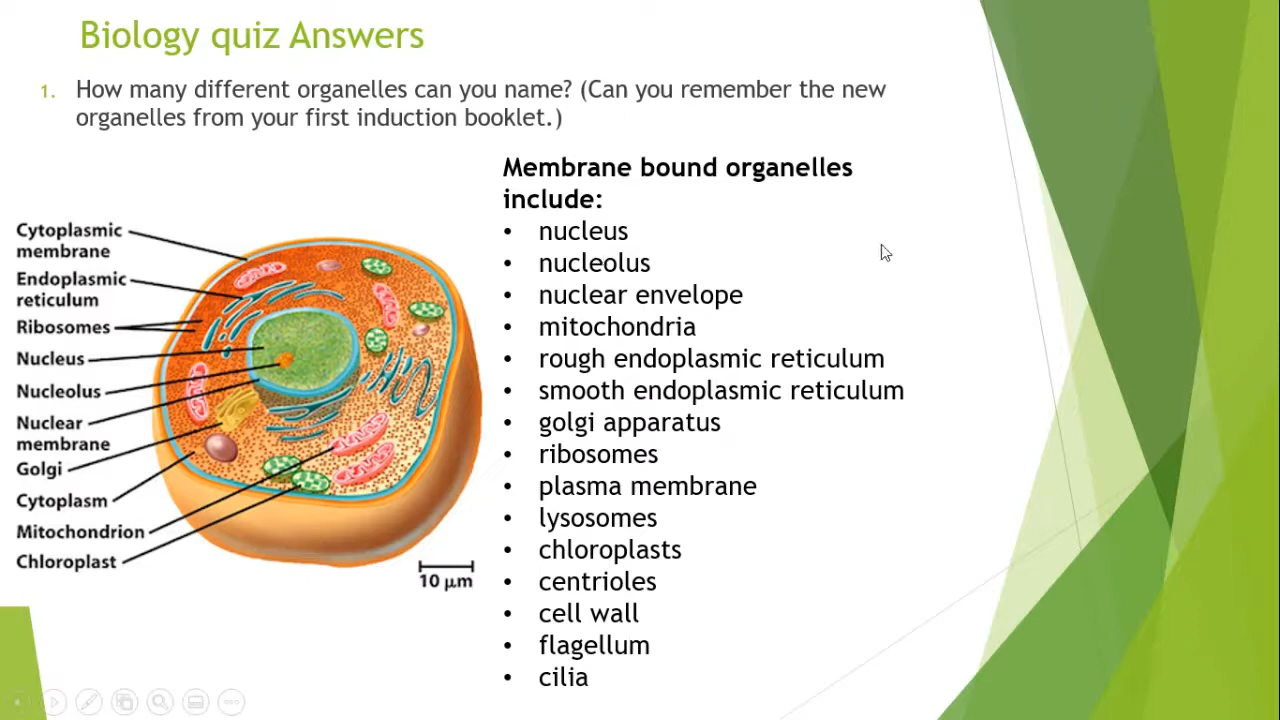 Biology quiz Answers
1. How many different organelles can you name? (Can you remember the new
organelles from your first induction booklet.)
Membrane bound organelles
include:
• nucleus
• nucleolus
• nuclear envelope
• mitochondria
• rough endoplasmic reticulum
• smooth endoplasmic reticulum
• golgi apparatus
• ribosomes
• plasma membrane
• lysosomes
• chloroplasts
• centrioles
• cell wall
• flagellum
• cilia
Cytoplasmic
membrane
Endoplasmic
reticulum
Ribosomes
Nucleus
Nucleolus
Nuclear
membrane
Golgi
Cytoplasm
Mitochondrion
Chloroplast
10 μm